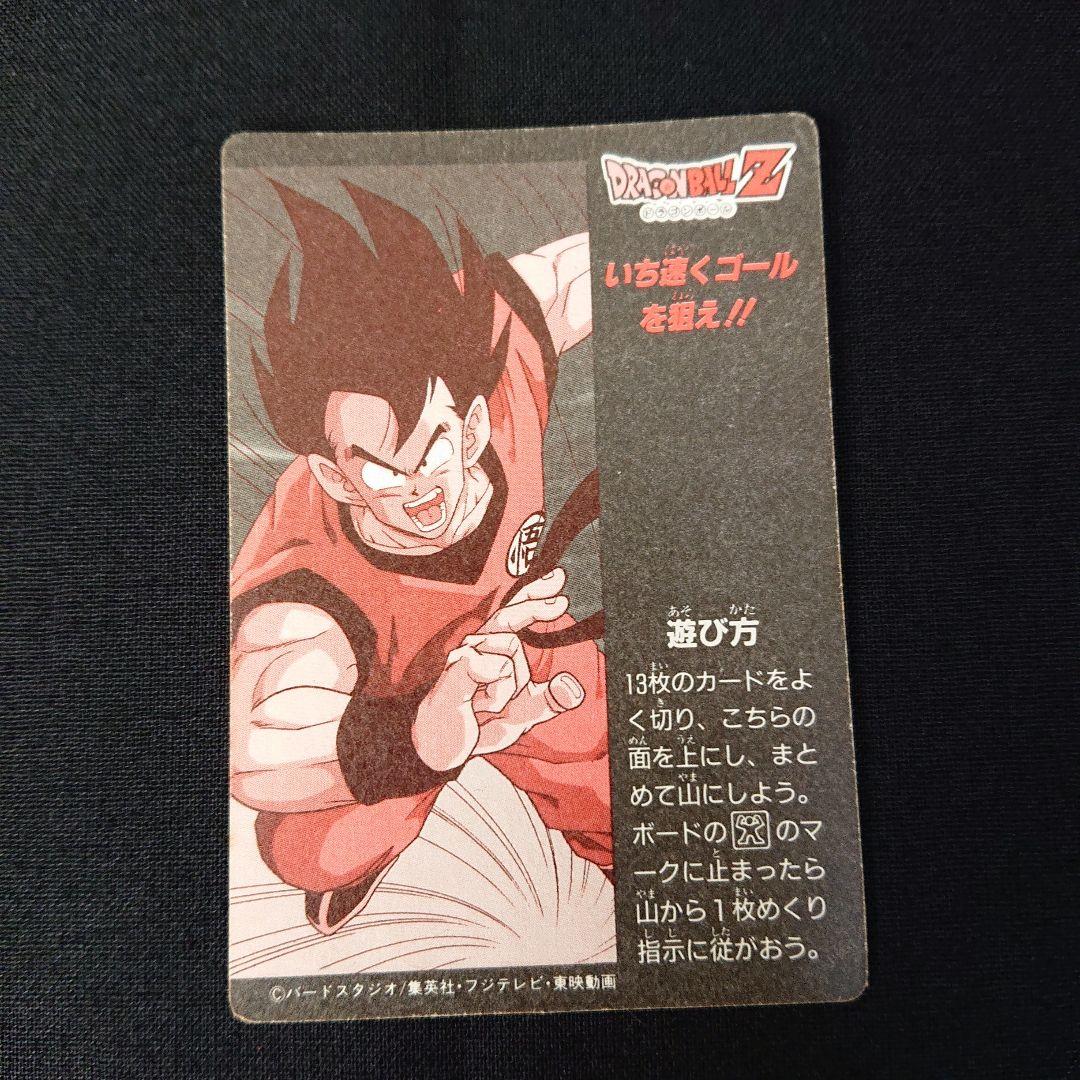 DRAGONBALL Z
ドラゴンボール
いち速くゴール
を狙え!!
悟
遊び方
13枚のカードをよ
く切り、こちらの
面を上にし、まと
めて山にしよう。
ボードの のマ
ークに止まったら
山から1枚めくり
指示に従がおう。
©バードスタジオ/集英社・フジテレビ・東映動画